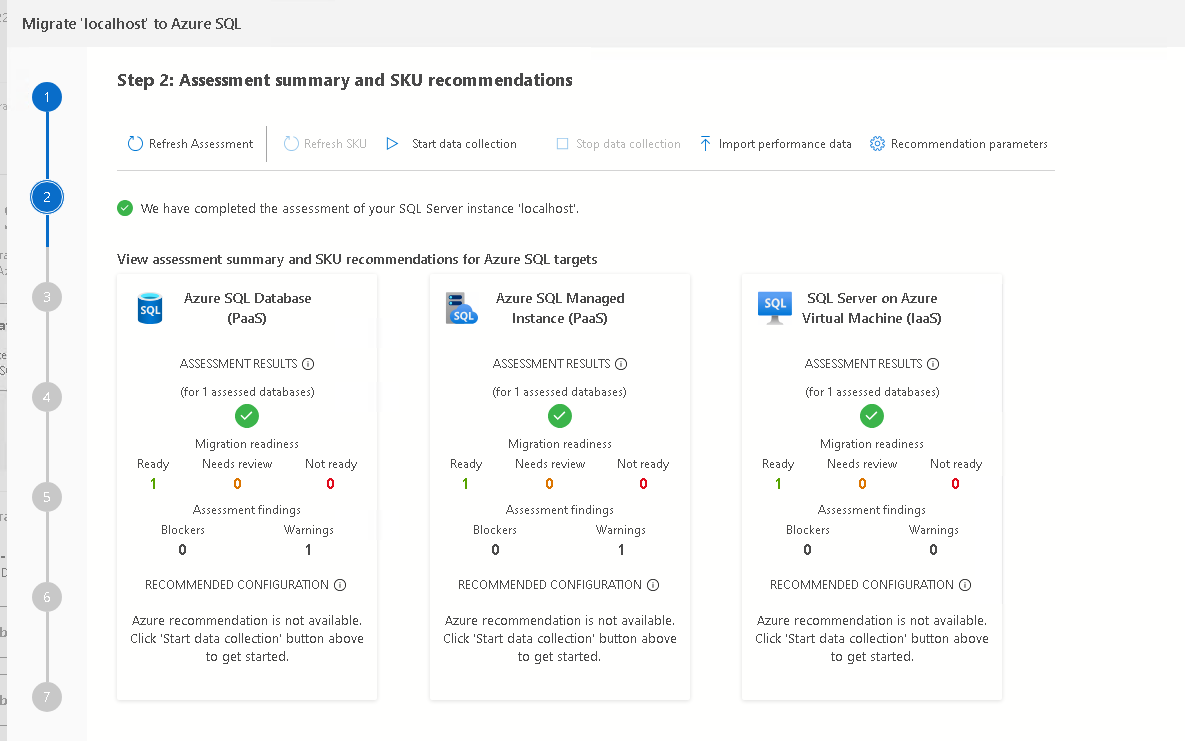 Migrate 'localhost' to Azure SQL
Step 2: Assessment summary and SKU recommendations
Refresh Assessment
Refresh SKU
Start data collection
Stop data collection
Import performance data
Recommendation parameters
We have completed the assessment of your SQL Server instance 'localhost'.
View assessment summary and SKU recommendations for Azure SQL targets
1
2
3
4
5
6
7
SQL
Azure SQL Database
(PaaS)
ASSESSMENT RESULTS
(for 1 assessed databases)
Migration readiness
Ready Needs review Not ready
1 0 0
Assessment findings
Blockers Warnings
0 1
RECOMMENDED CONFIGURATION
Azure recommendation is not available.
Click 'Start data collection' button above
to get started.
SQL
Azure SQL Managed
Instance (PaaS)
ASSESSMENT RESULTS
(for 1 assessed databases)
Migration readiness
Ready Needs review Not ready
1 0 0
Assessment findings
Blockers Warnings
0 1
RECOMMENDED CONFIGURATION
Azure recommendation is not available.
Click 'Start data collection' button above
to get started.
SQL
SQL Server on Azure
Virtual Machine (IaaS)
ASSESSMENT RESULTS
(for 1 assessed databases)
Migration readiness
Ready Needs review Not ready
1 0 0
Assessment findings
Blockers Warnings
0 0
RECOMMENDED CONFIGURATION
Azure recommendation is not available.
Click 'Start data collection' button above
to get started.